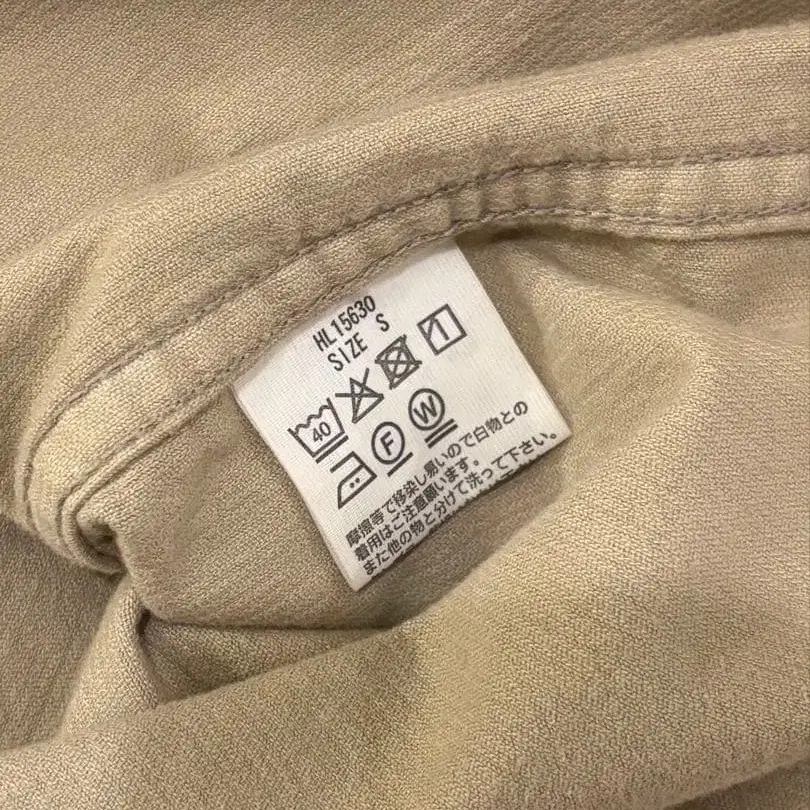 HL15630
SIZE S
40
F W
摩擦等で移染し易いので白物との
着用はご注意願います。
また他の物と分けて洗って下さい。